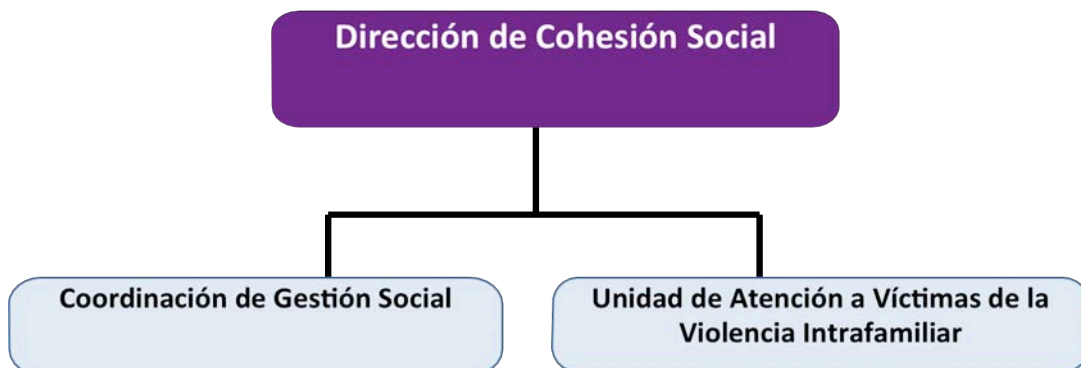 Dirección de Cohesión Social
Coordinación de Gestión Social
Unidad de Atención a Víctimas de la
Violencia Intrafamiliar